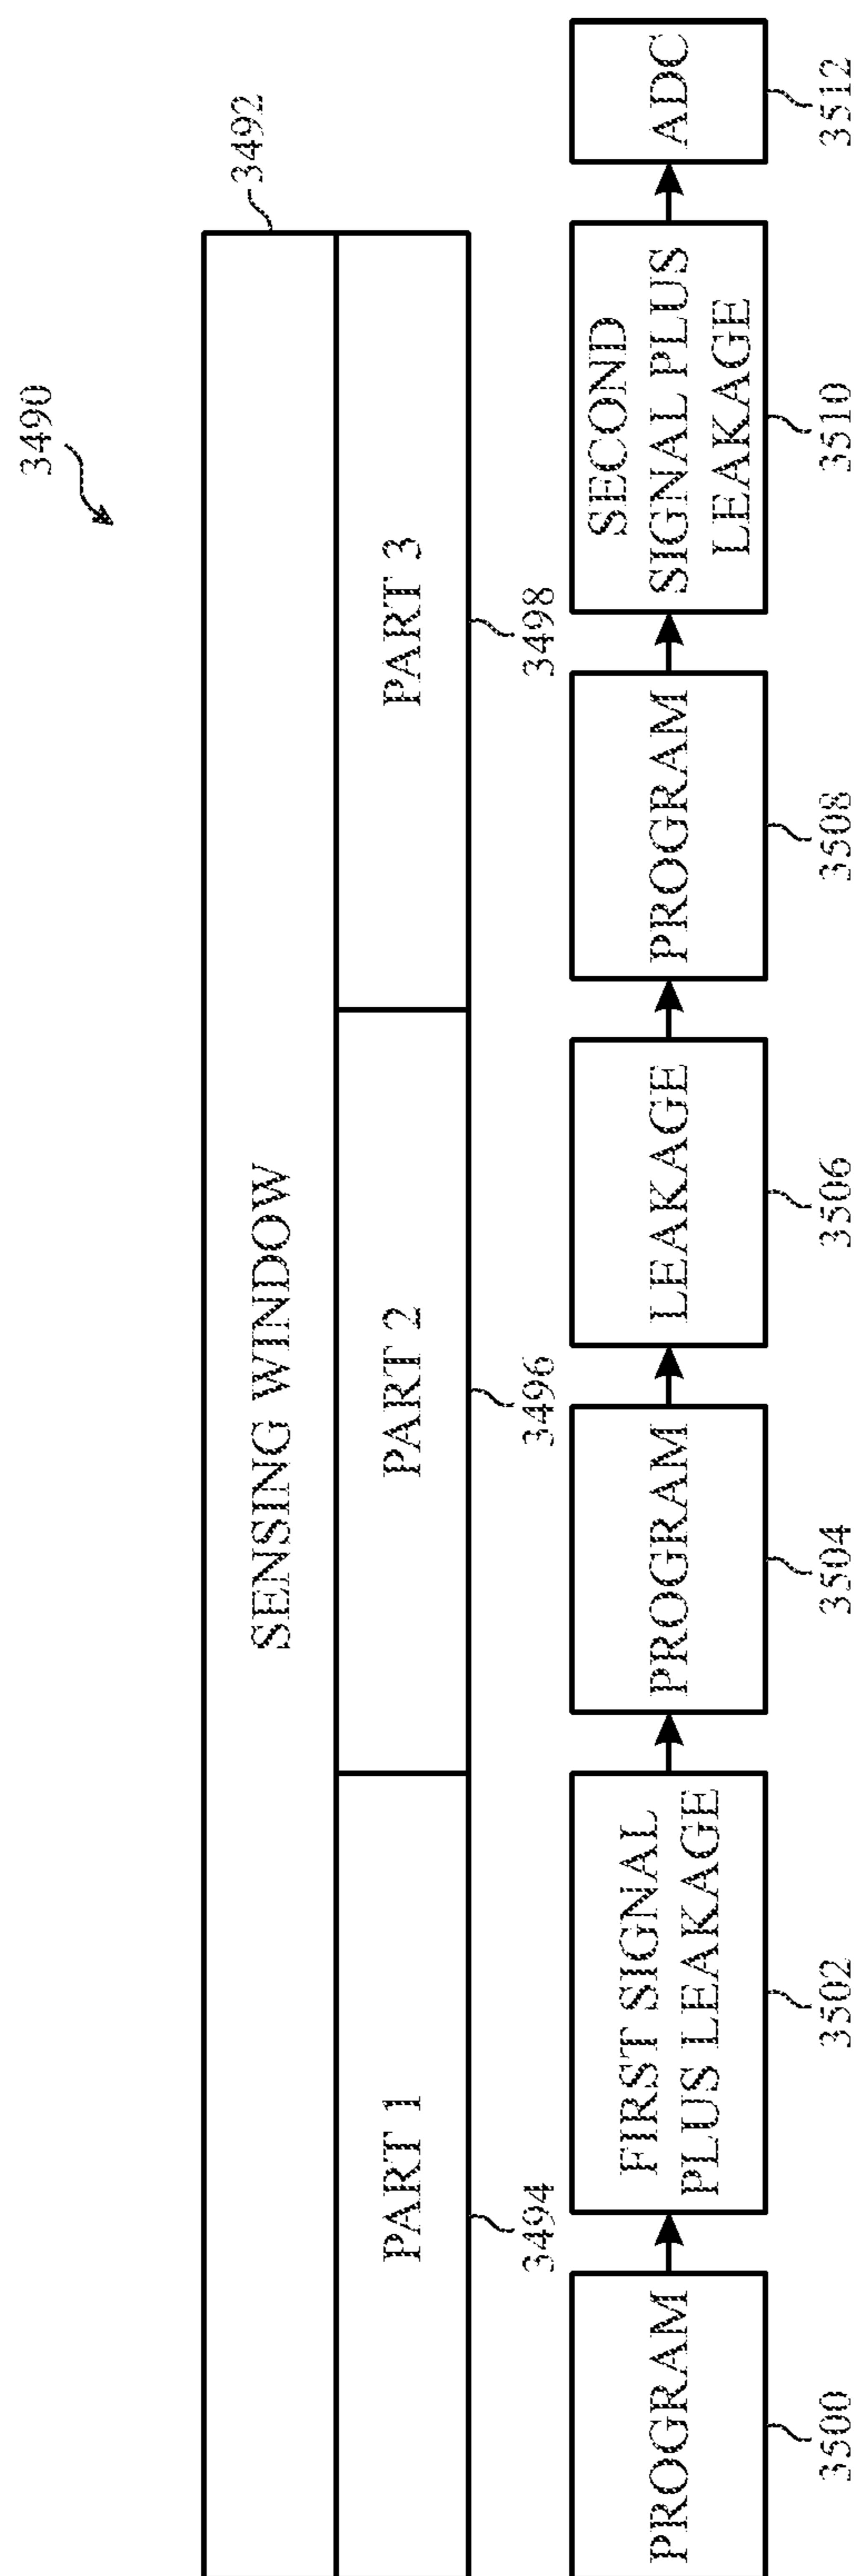 3490
SENSING WINDOW
3492
PART 1
PART 2
PART 3
3494
3496
3498
PROGRAM
FIRST SIGNAL
PLUS LEAKAGE
PROGRAM
LEAKAGE
PROGRAM
SECOND
SIGNAL PLUS
LEAKAGE
ADC
3500
3502
3504
3506
3508
3510
3512